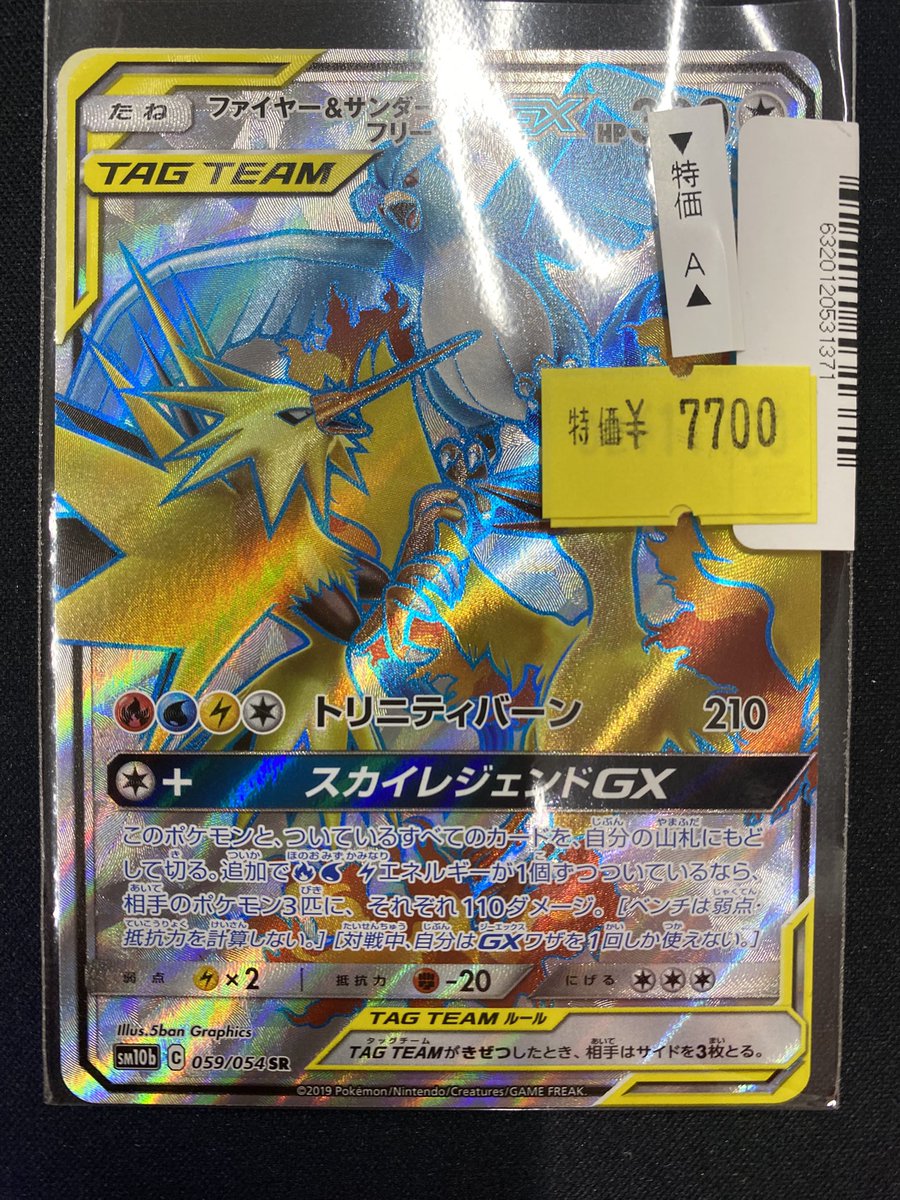 たね
ファイヤー&サンダー
フリー
GX
HP
TAG TEAM
▼特価 A▲
6320120531371
特価¥ 7700
トリニティバーン 210
+ スカイレジェンドGX
このポケモンと、ついているすべてのカードを、自分の山札にもど
して切る。追加で エネルギーが1個ずつついているなら、
相手のポケモン3匹に、それぞれ110ダメージ。[ベンチは弱点・
抵抗力を計算しない。] [対戦中、自分はGXワザを1回しか使えない。]
弱点 ×2 抵抗力 -20 にげる
TAG TEAM ルール
TAG TEAMがきぜつしたとき、相手はサイドを3枚とる。
Illus.5ban Graphics
SM10b C 059/054 SR
©2019 Pokémon/Nintendo/Creatures/GAME FREAK.